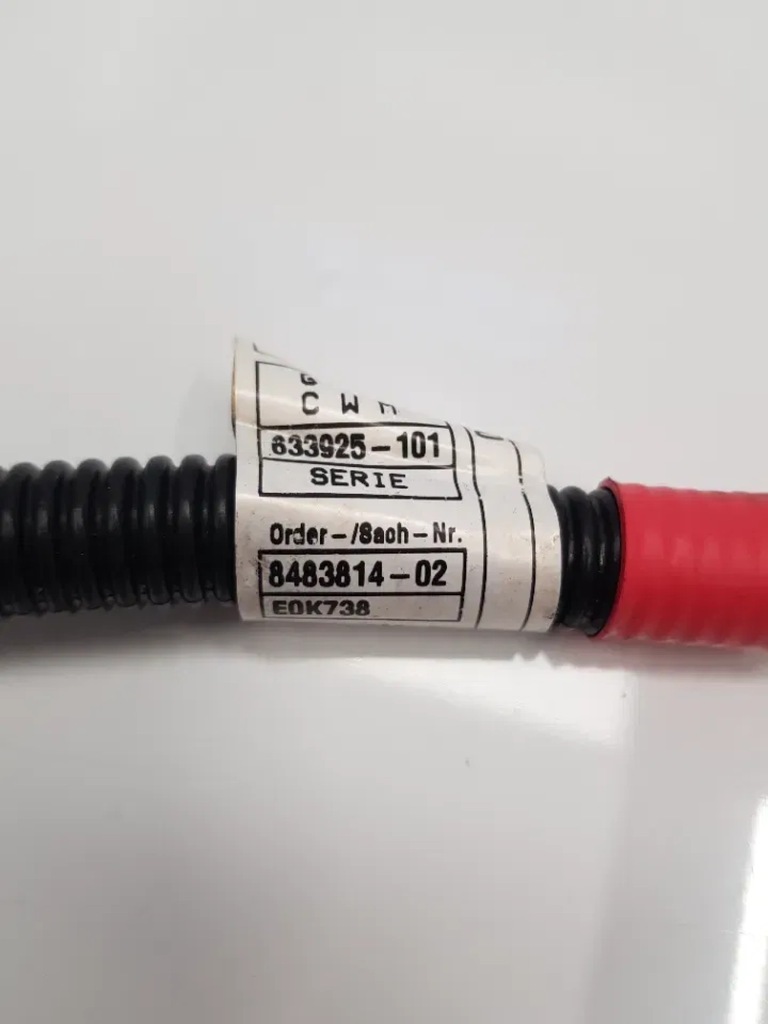 C W
633925-101
SERIE
Order-/Sach-Nr.
8483814-02
E0K738